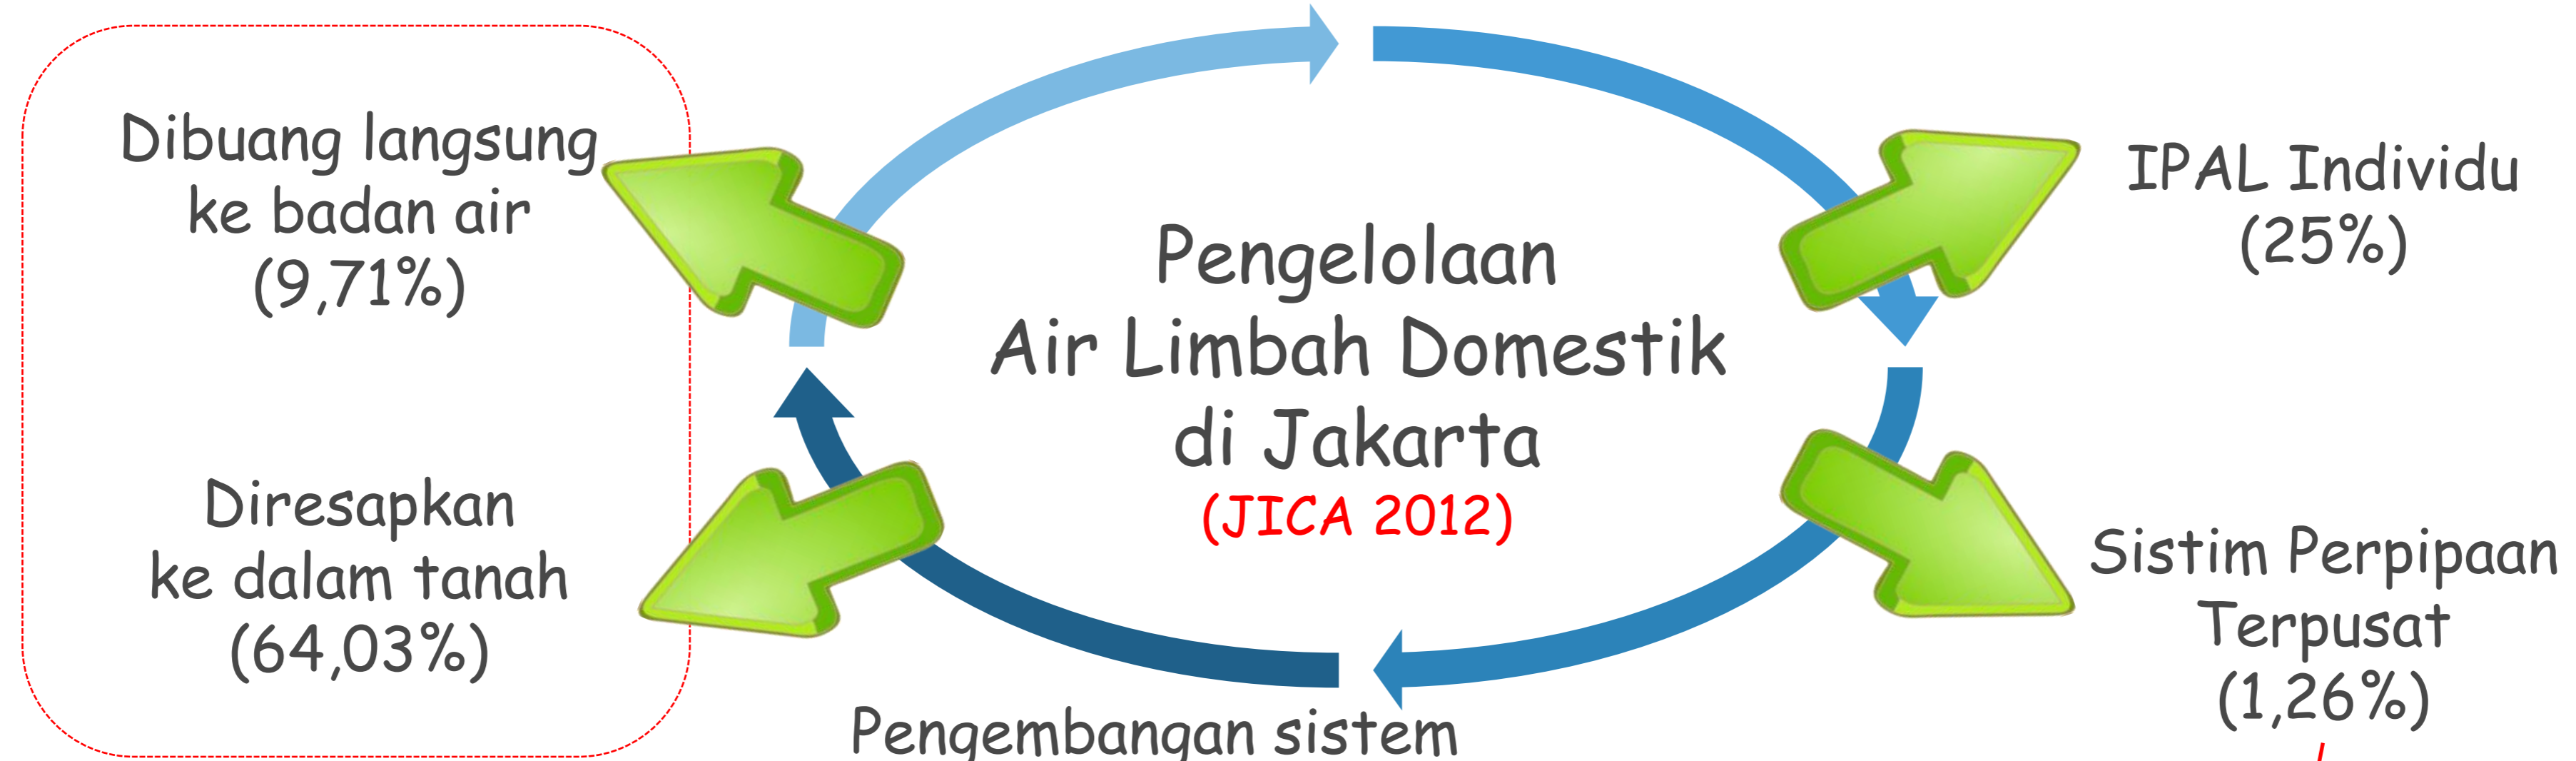 Dibuang langsung
ke badan air
(9,71%)
Diresapkan
ke dalam tanah
(64,03%)
Pengelolaan
Air Limbah Domestik
di Jakarta
(JICA 2012)
IPAL Individu
(25%)
Sistim Perpipaan
Terpusat
(1,26%)
Pengembangan sistem